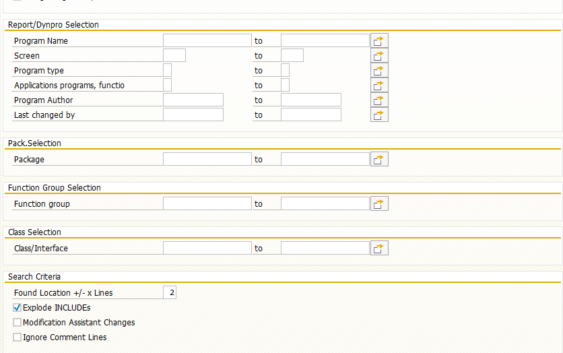 Report/Dynpro Selection
Program Name to
Screen to
Program type to
Applications programs, functio to
Program Author to
Last changed by to
Pack.Selection
Package to
Function Group Selection
Function group to
Class Selection
Class/Interface to
Search Criteria
Found Location +/- x Lines 2
Explode INCLUDEs
Modification Assistant Changes
Ignore Comment Lines